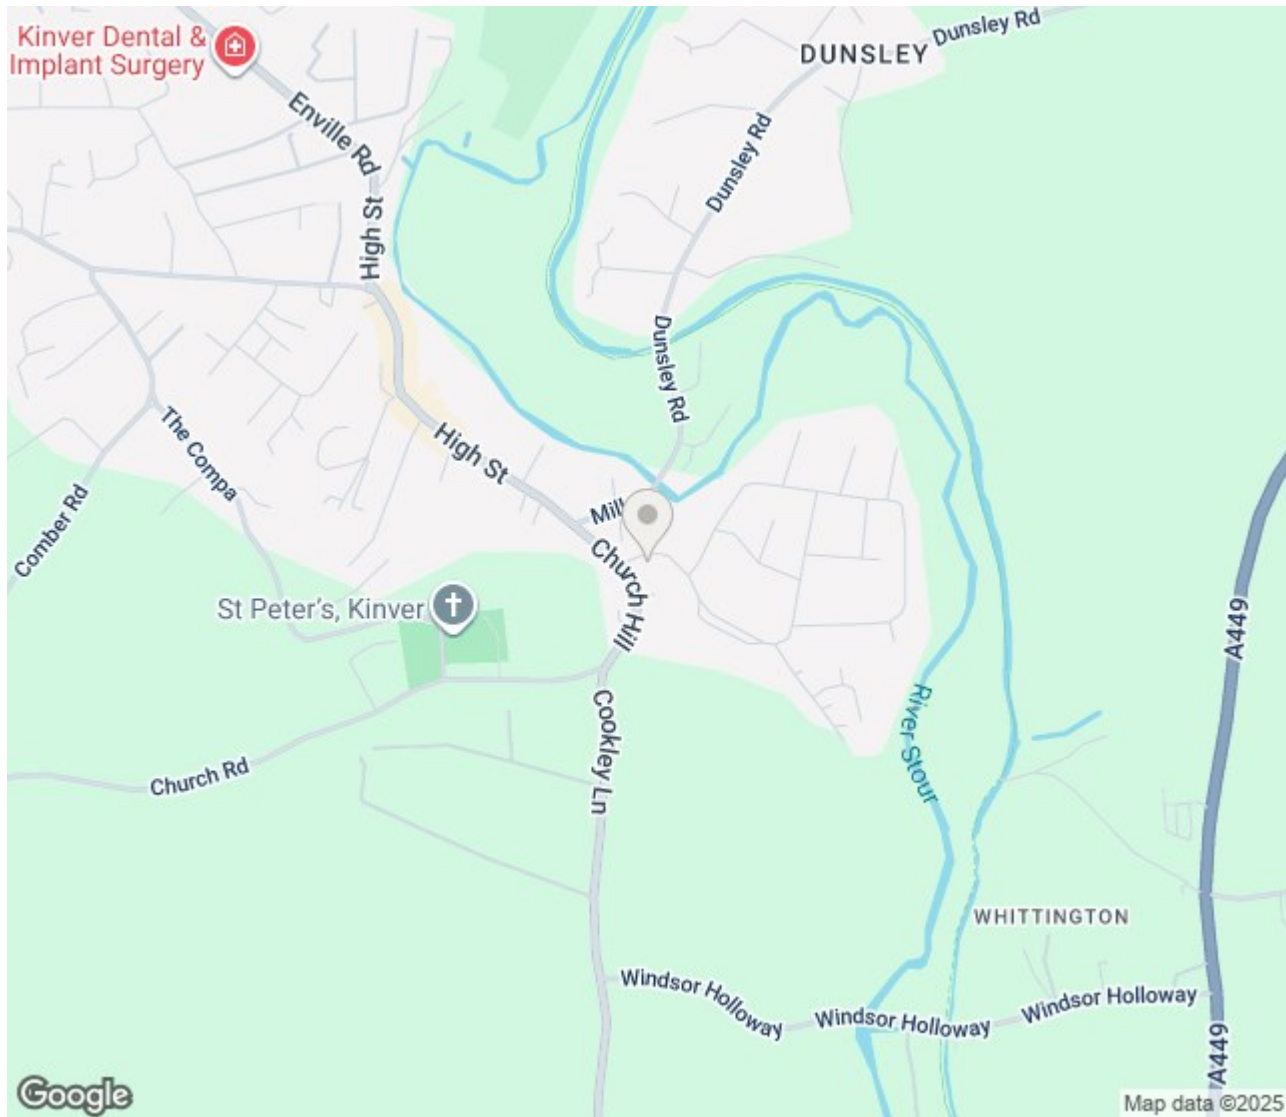 Kinver Dental &
Implant Surgery
DUNSLEY
Dunsley Rd
Enville Rd
Dunsley Rd
High St
Dunsley Rd
The Compa
High St
Comber Rd
Mill
Church Hill
St Peter's, Kinver
A449
River Stour
Cookley Ln
Church Rd
WHITTINGTON
Windsor Holloway
Windsor Holloway
Windsor Holloway
A449
Google
Map data ©2025